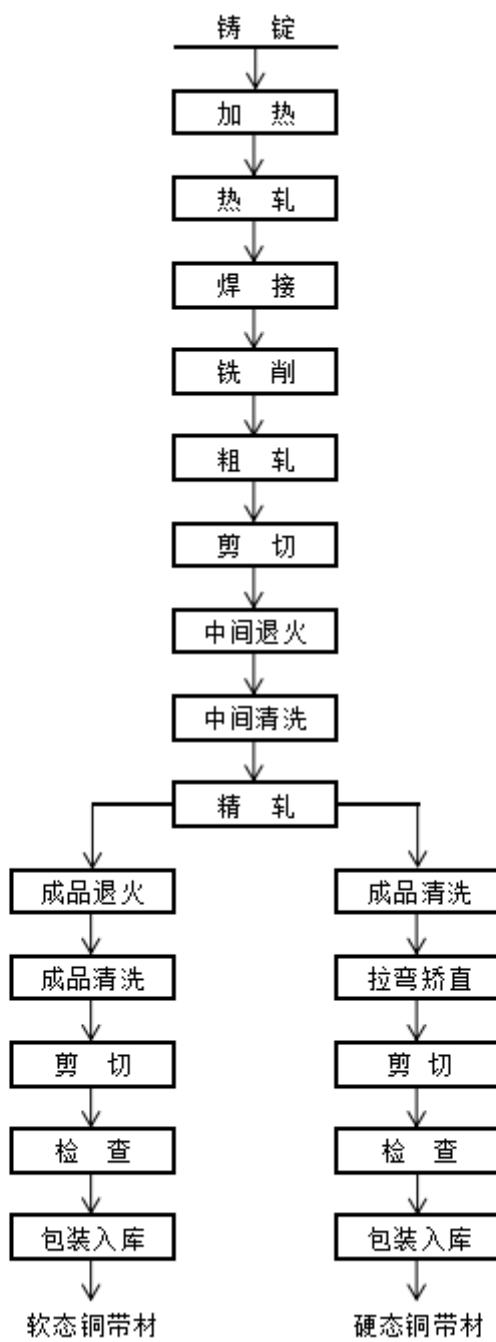 铸 锭
加 热
热 轧
焊 接
铣 削
粗 轧
剪 切
中间退火
中间清洗
精 轧
成品退火
成品清洗
剪 切
检 查
包装入库
软态铜带材
成品清洗
拉弯矫直
剪 切
检 查
包装入库
硬态铜带材